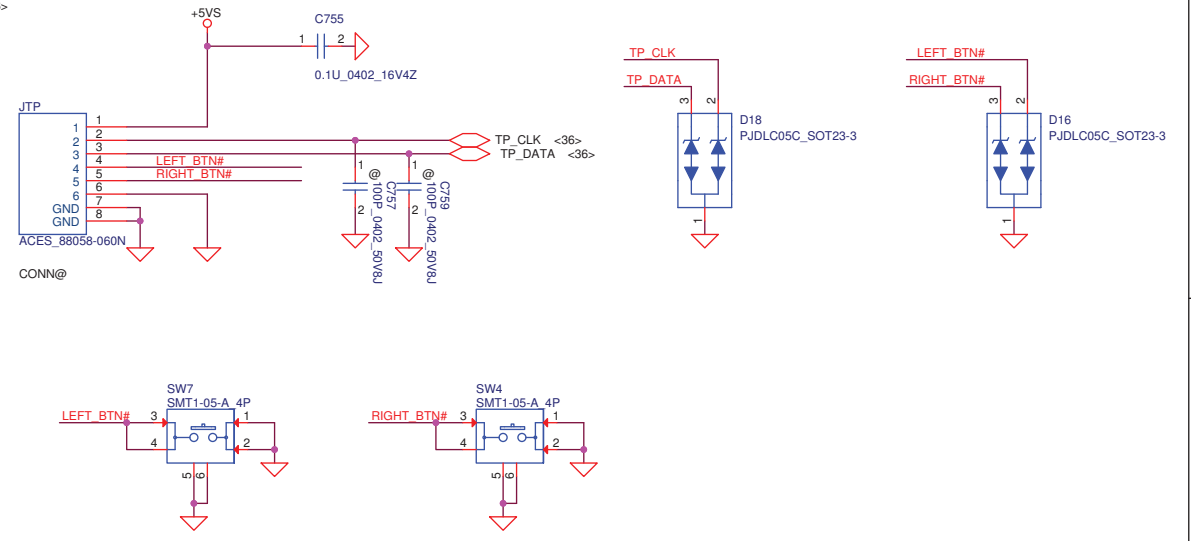 >
+5VS
C755
1 2
0.1U_0402_16V4Z
JTP
1 1
2 2
3 3
4 4
5 5
6 6
GND 7
GND 8
ACES_88058-060N
CONN@
LEFT_BTN#
RIGHT_BTN#
TP_CLK <36>
TP_DATA <36>
1
2
@
C757
100P_0402_50V8J
1
2
@
C759
100P_0402_50V8J
TP_CLK
TP_DATA
3 2
D18
PJDLC05C_SOT23-3
1
LEFT_BTN#
RIGHT_BTN#
3 2
D16
PJDLC05C_SOT23-3
1
SW7
SMT1-05-A_4P
LEFT_BTN# 3 1
4 2
5 6
SW4
SMT1-05-A_4P
RIGHT_BTN# 3 1
4 2
5 6